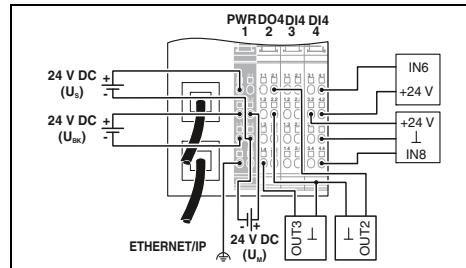 PWR DO4 DI4 DI4
1 2 3 4
24 V DC
(US)
+
-
24 V DC
(UBK)
+
-
IN6
+24 V
+24 V
⊥
IN8
ETHERNET/IP
- +
24 V DC
(UM)
OUT3
⊥
⊥
OUT2